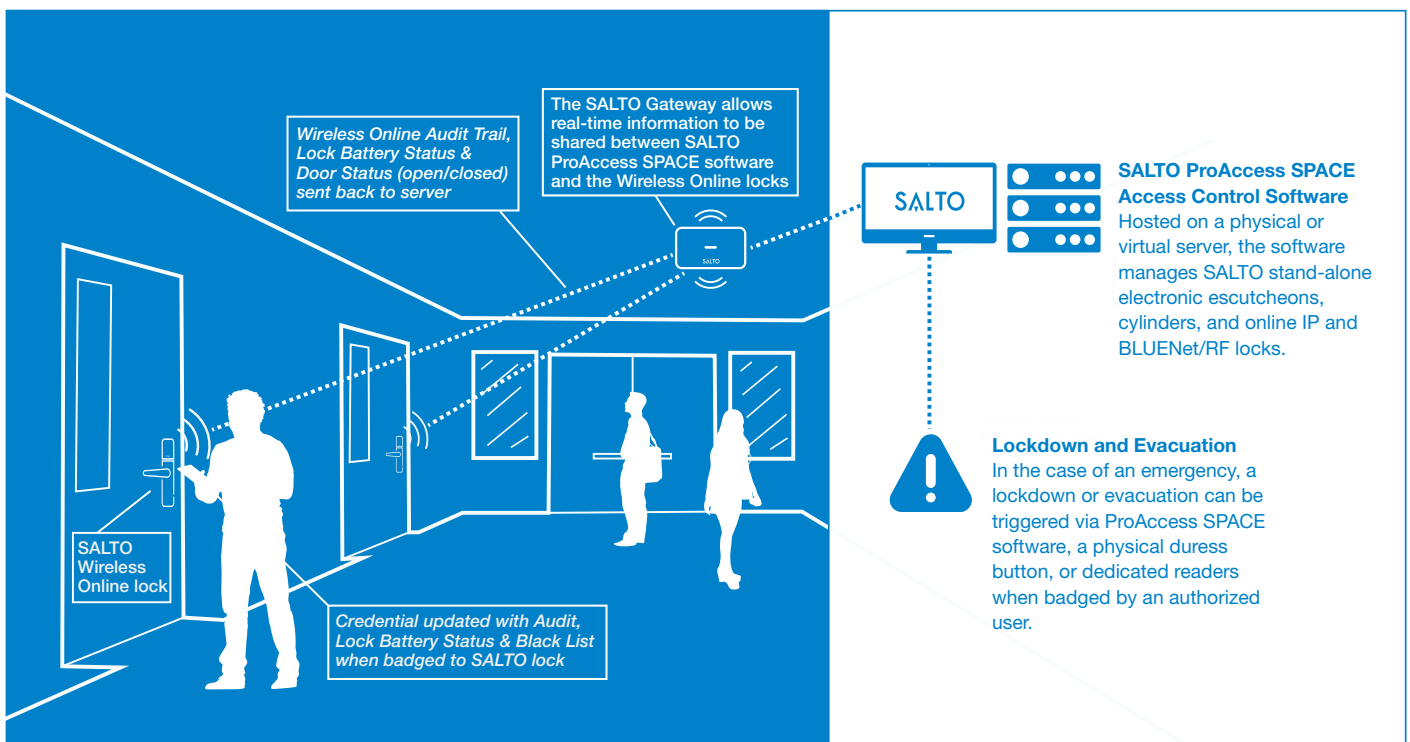 Wireless Online Audit Trail,
Lock Battery Status &
Door Status (open/closed)
sent back to server
The SALTO Gateway allows
real-time information to be
shared between SALTO
ProAccess SPACE software
and the Wireless Online locks
SALTO
SALTO
SALTO ProAccess SPACE
Access Control Software
Hosted on a physical or
virtual server, the software
manages SALTO stand-alone
electronic escutcheons,
cylinders, and online IP and
BLUENet/RF locks.
Lockdown and Evacuation
In the case of an emergency, a
lockdown or evacuation can be
triggered via ProAccess SPACE
software, a physical duress
button, or dedicated readers
when badged by an authorized
user.
SALTO
Wireless
Online lock
Credential updated with Audit,
Lock Battery Status & Black List
when badged to SALTO lock